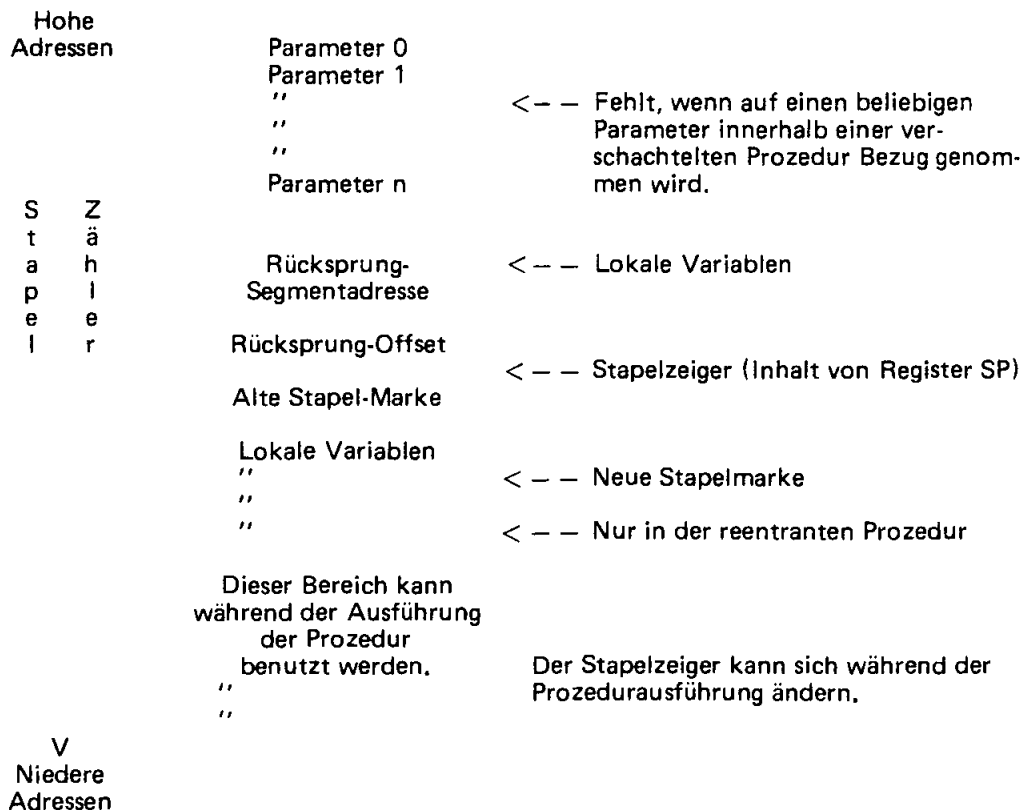 Hohe
Adressen
Parameter 0
Parameter 1
"
<-- Fehlt, wenn auf einen beliebigen
"
Parameter innerhalb einer ver-
"
schachtelten Prozedur Bezug genom-
Parameter n
men wird.
Stapel Zähler
Rücksprung-
<-- Lokale Variablen
Segmentadresse
Rücksprung-Offset
<-- Stapelzeiger (Inhalt von Register SP)
Alte Stapel-Marke
Lokale Variablen
"
<-- Neue Stapelmarke
"
"
<-- Nur in der reentranten Prozedur
Dieser Bereich kann
während der Ausführung
der Prozedur
benutzt werden.
Der Stapelzeiger kann sich während der
"
Prozedurausführung ändern.
"
V
Niedere
Adressen